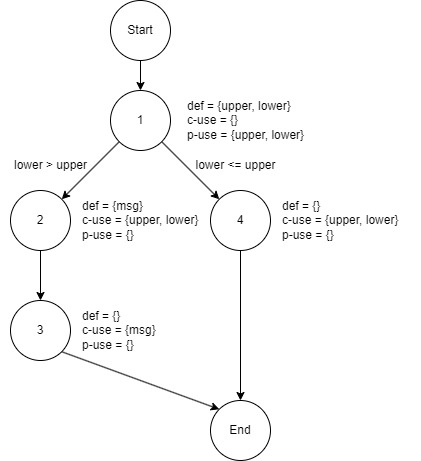 Start
1
def = {upper, lower}
c-use = {}
p-use = {upper, lower}
lower > upper
lower <= upper
2
def = {msg}
c-use = {upper, lower}
p-use = {}
4
def = {}
c-use = {upper, lower}
p-use = {}
3
def = {}
c-use = {msg}
p-use = {}
End